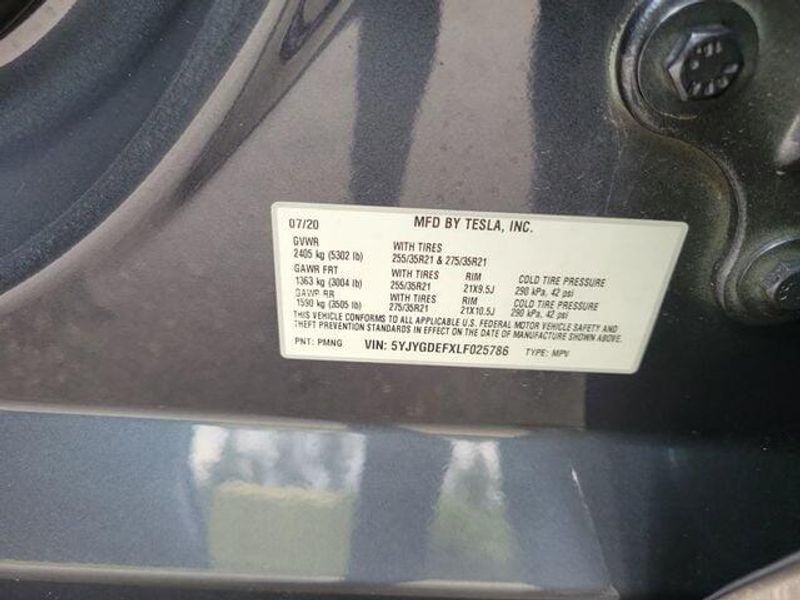 07/20 MFD BY TESLA, INC.
GVWR WITH TIRES
2405 kg (5302 lb) 255/35R21 & 275/35R21
GAWR FRT WITH TIRES RIM COLD TIRE PRESSURE
1363 kg (3004 lb) 255/35R21 21X9.5J 290 kPa, 42 psi
GAWR RR WITH TIRES RIM COLD TIRE PRESSURE
1590 kg (3505 lb) 275/35R21 21X10.5J 290 kPa, 42 psi
THIS VEHICLE CONFORMS TO ALL APPLICABLE U.S. FEDERAL MOTOR VEHICLE SAFETY AND
THEFT PREVENTION STANDARDS IN EFFECT ON THE DATE OF MANUFACTURE SHOWN ABOVE.
PNT: PMNG VIN: 5YJYGDEFXLF025786 TYPE: MPV